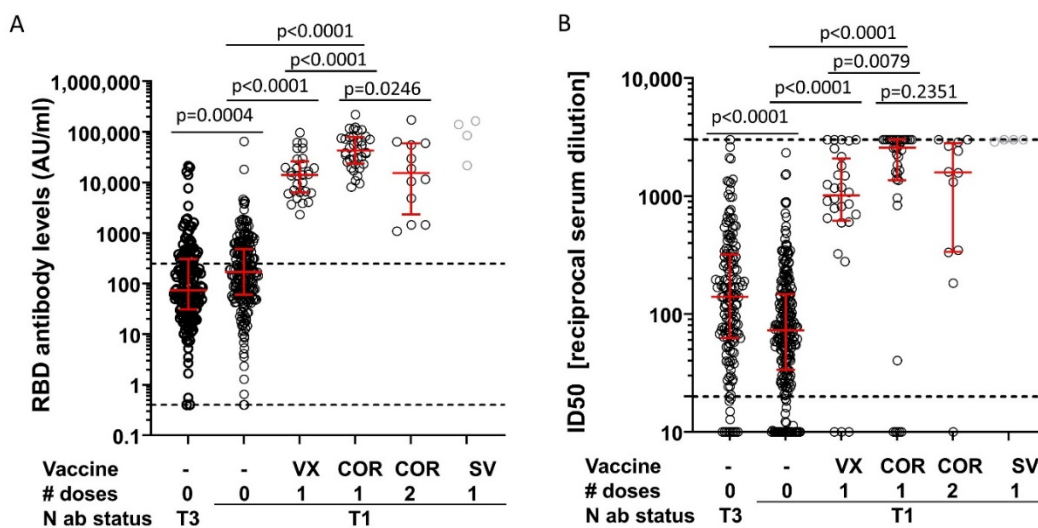 A
p<0.0001
p<0.0001
p<0.0001
p=0.0246
p=0.0004
1,000,000
100,000
10,000
1000
100
10
1
0.1
RBD antibody levels (AU/ml)
Vaccine - - VX COR COR SV
# doses 0 0 1 1 2 1
N ab status T3 T1
B
p<0.0001
p=0.0079
p<0.0001
p=0.2351
p<0.0001
10,000
1000
100
10
ID50 [reciprocal serum dilution]
Vaccine - - VX COR COR SV
# doses 0 0 1 1 2 1
N ab status T3 T1